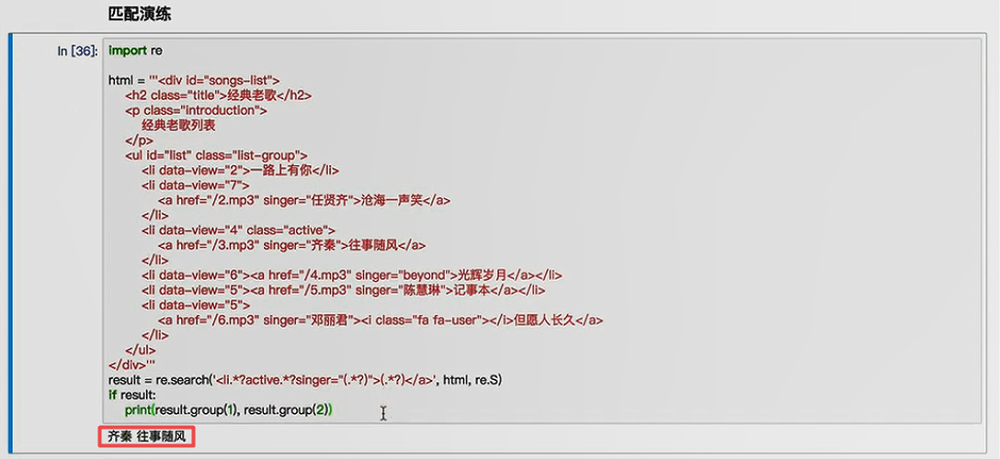 匹配演练
In [36]: import re
html = '''<div id="songs-list">
<h2 class="title">经典老歌</h2>
<p class="introduction">
经典老歌列表
</p>
<ul id="list" class="list-group">
<li data-view="2">一路上有你</li>
<li data-view="7">
<a href="/2.mp3" singer="任贤齐">沧海一声笑</a>
</li>
<li data-view="4" class="active">
<a href="/3.mp3" singer="齐秦">往事随风</a>
</li>
<li data-view="6"><a href="/4.mp3" singer="beyond">光辉岁月</a></li>
<li data-view="5"><a href="/5.mp3" singer="陈慧琳">记事本</a></li>
<li data-view="5">
<a href="/6.mp3" singer="邓丽君"><i class="fa fa-user"></i>但愿人长久</a>
</li>
</ul>
</div>'''
result = re.search('<li.*?active.*?singer="(.*?)">(.*?)</a>', html, re.S)
if result:
print(result.group(1), result.group(2))
齐秦 往事随风